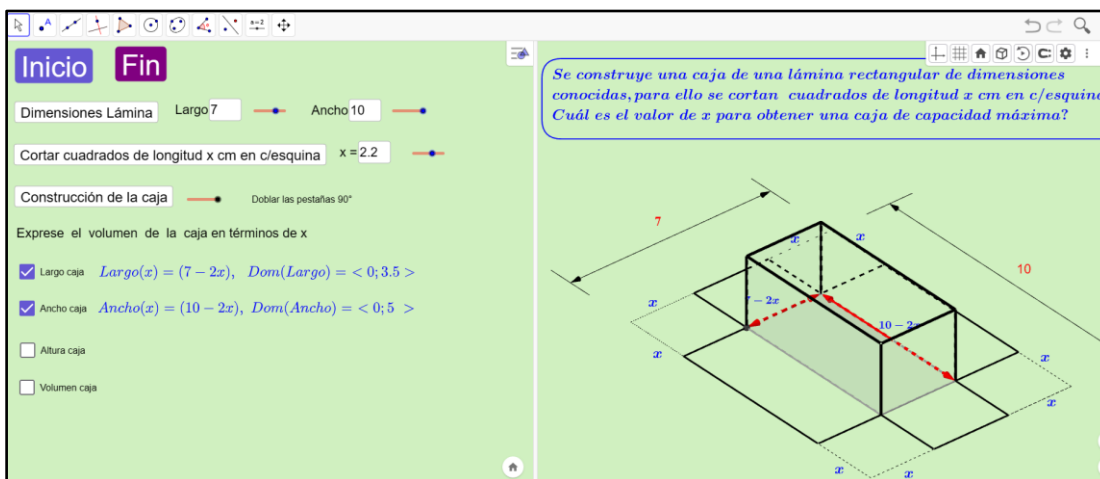 a=2
Inicio Fin
Dimensiones Lámina Largo 7 Ancho 10
Cortar cuadrados de longitud x cm en c/esquina x = 2.2
Construcción de la caja Doblar las pestañas 90°
Exprese el volumen de la caja en términos de x
Largo caja Largo(x) = (7 − 2x), Dom(Largo) = < 0; 3.5 >
Ancho caja Ancho(x) = (10 − 2x), Dom(Ancho) = < 0; 5 >
Altura caja
Volumen caja
Se construye una caja de una lámina rectangular de dimensiones
conocidas, para ello se cortan cuadrados de longitud x cm en c/esquina
Cuál es el valor de x para obtener una caja de capacidad máxima?
7
x
x
10
x
7 − 2x
10 − 2x
x
x
x
x
x